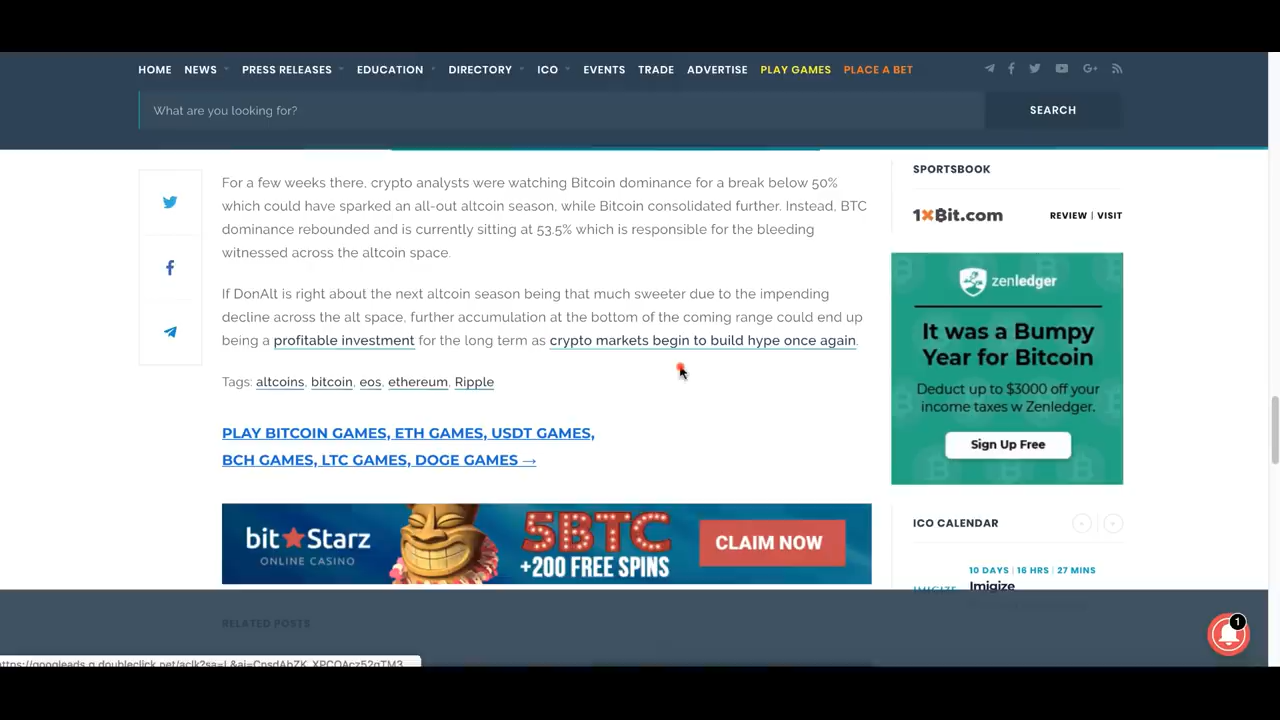 HOME NEWS PRESS RELEASES EDUCATION DIRECTORY ICO EVENTS TRADE ADVERTISE PLAY GAMES PLACE A BET
What are you looking for?
SEARCH
For a few weeks there, crypto analysts were watching Bitcoin dominance for a break below 50%
which could have sparked an all-out altcoin season, while Bitcoin consolidated further. Instead, BTC
dominance rebounded and is currently sitting at 53.5% which is responsible for the bleeding
witnessed across the altcoin space.
If DonAlt is right about the next altcoin season being that much sweeter due to the impending
decline across the alt space, further accumulation at the bottom of the coming range could end up
being a profitable investment for the long term as crypto markets begin to build hype once again.
Tags: altcoins, bitcoin, eos, ethereum, Ripple
PLAY BITCOIN GAMES, ETH GAMES, USDT GAMES,
BCH GAMES, LTC GAMES, DOGE GAMES →
bit★Starz
ONLINE CASINO
5BTC
+200 FREE SPINS
CLAIM NOW
RELATED POSTS
SPORTSBOOK
1XBit.com
REVIEW | VISIT
zenledger
It was a Bumpy
Year for Bitcoin
Deduct up to $3000 off your
income taxes w Zenledger.
Sign Up Free
ICO CALENDAR
10 DAYS | 16 HRS | 27 MINS
Imigize
1